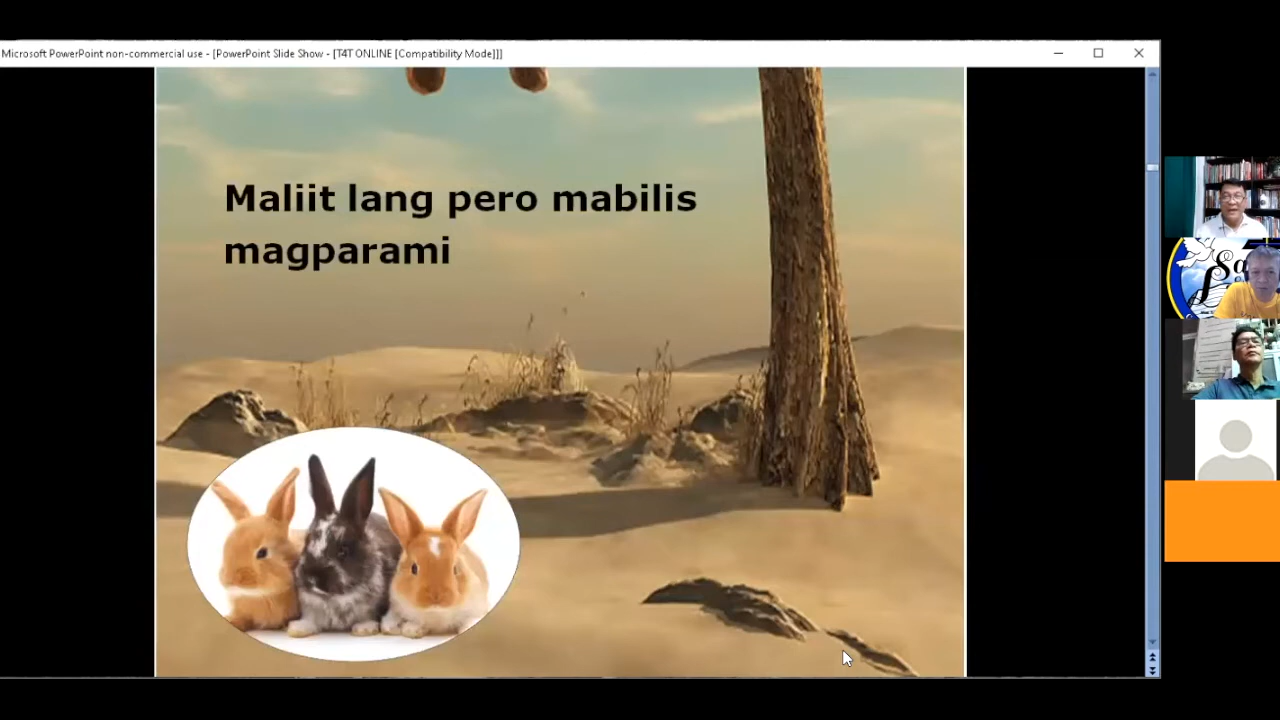 Microsoft PowerPoint non-commercial use - [PowerPoint Slide Show - [T4T ONLINE [Compatibility Mode]]]
Maliit lang pero mabilis
magparami